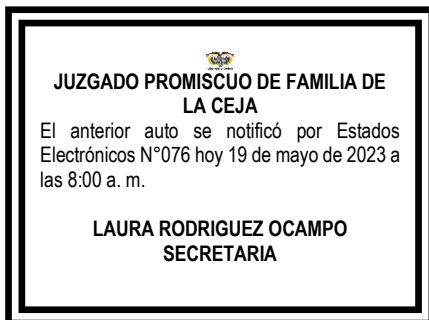 JUZGADO PROMISCUO DE FAMILIA DE
LA CEJA
El anterior auto se notificó por Estados
Electrónicos N°076 hoy 19 de mayo de 2023 a
las 8:00 a. m.
LAURA RODRIGUEZ OCAMPO
SECRETARIA